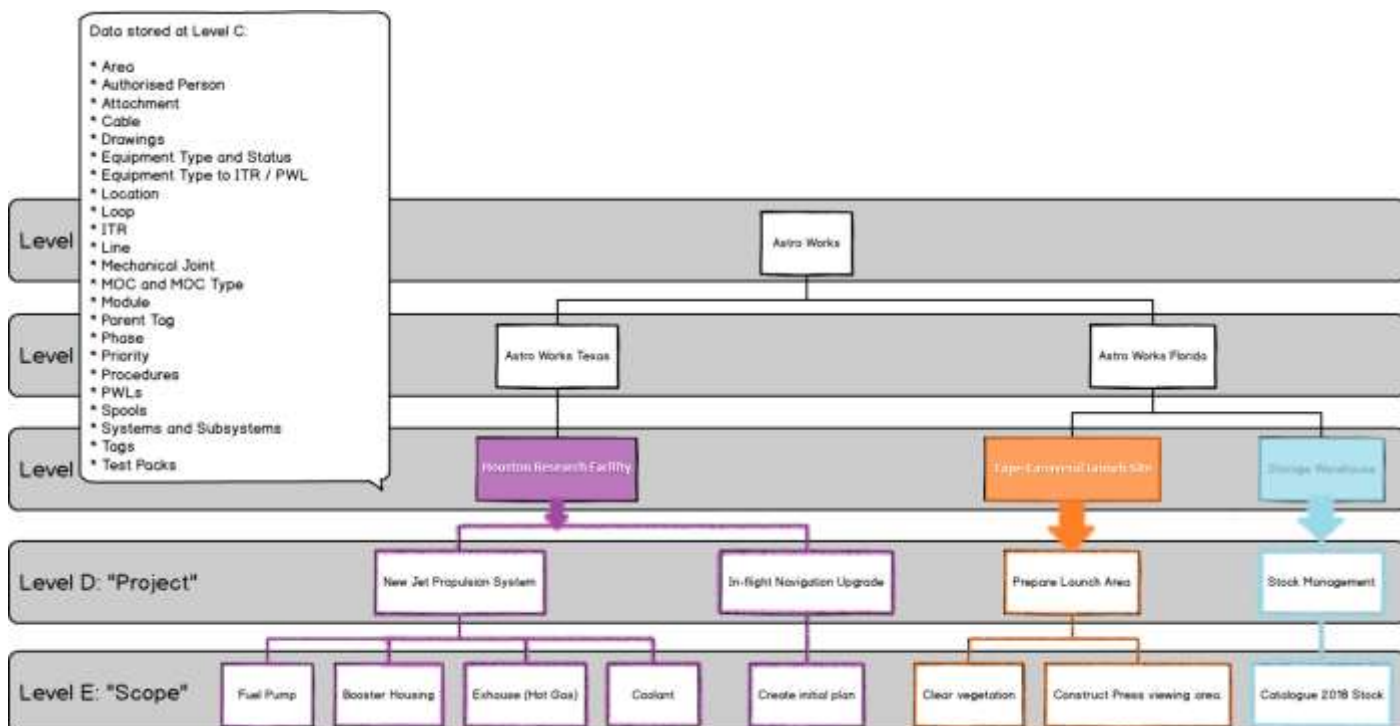 Data stored at Level C:
* Area
* Authorised Person
* Attachment
* Cable
* Drawings
* Equipment Type and Status
* Equipment Type to ITR / PWL
* Location
* Loop
* ITR
* Line
* Mechanical Joint
* MOC and MOC Type
* Module
* Parent Tag
* Phase
* Priority
* Procedures
* PWLs
* Spools
* Systems and Subsystems
* Tags
* Test Packs
Level
Astro Works
Level
Astro Works Texas
Astro Works Florida
Level
Houston Research Facility
Cape Canaveral Launch Site
Storage Warehouse
Level D: "Project"
New Jet Propulsion System
In-flight Navigation Upgrade
Prepare Launch Area
Stock Management
Level E: "Scope"
Fuel Pump
Booster Housing
Exhouse (Hot Gas)
Coolant
Create initial plan
Clear vegetation
Construct Press viewing area
Catalogue 2018 Stock